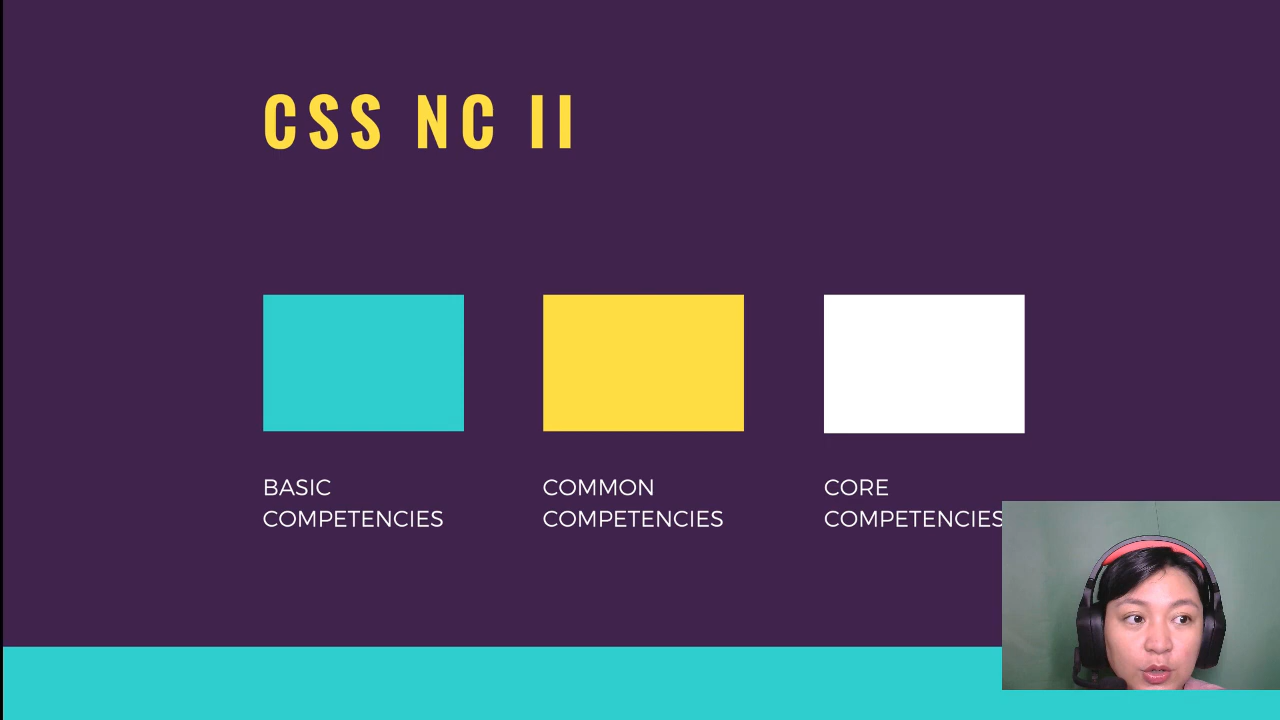 CSS NC II
BASIC
COMPETENCIES
COMMON
COMPETENCIES
CORE
COMPETENCIES